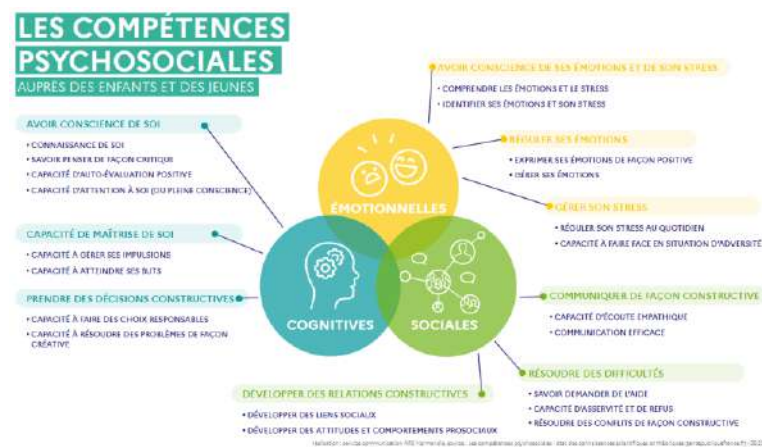 LES COMPÉTENCES
PSYCHOSOCIALES
AUPRÈS DES ENFANTS ET DES JEUNES
AVOIR CONSCIENCE DE SOI
• CONNAISSANCE DE SOI
• SAVOIR PENSER DE FAÇON CRITIQUE
• CAPACITÉ D'AUTO-ÉVALUATION POSITIVE
• CAPACITÉ D'ATTENTION À SOI (OU PLEINE CONSCIENCE)
CAPACITÉ DE MAÎTRISE DE SOI
• CAPACITÉ À GÉRER SES IMPULSIONS
• CAPACITÉ À ATTEINDRE SES BUTS
PRENDRE DES DÉCISIONS CONSTRUCTIVES
• CAPACITÉ À FAIRE DES CHOIX RESPONSABLES
• CAPACITÉ À RÉSOUDRE DES PROBLÈMES DE FAÇON
CRÉATIVE
ÉMOTIONNELLES
COGNITIVES
SOCIALES
AVOIR CONSCIENCE DE SES ÉMOTIONS ET DE SON STRESS
• COMPRENDRE LES ÉMOTIONS ET LE STRESS
• IDENTIFIER SES ÉMOTIONS ET SON STRESS
RÉGULER SES ÉMOTIONS
• EXPRIMER SES ÉMOTIONS DE FAÇON POSITIVE
• GÉRER SES ÉMOTIONS
GÉRER SON STRESS
• RÉGULER SON STRESS AU QUOTIDIEN
• CAPACITÉ À FAIRE FACE EN SITUATION D'ADVERSITÉ
COMMUNIQUER DE FAÇON CONSTRUCTIVE
• CAPACITÉ D'ÉCOUTE EMPATHIQUE
• COMMUNICATION EFFICACE
RÉSOUDRE DES DIFFICULTÉS
• SAVOIR DEMANDER DE L'AIDE
• CAPACITÉ D'ASSERVITÉ ET DE REFUS
• RÉSOUDRE DES CONFLITS DE FAÇON CONSTRUCTIVE
DÉVELOPPER DES RELATIONS CONSTRUCTIVES
• DÉVELOPPER DES LIENS SOCIAUX
• DÉVELOPPER DES ATTITUDES ET COMPORTEMENTS PROSOCIAUX